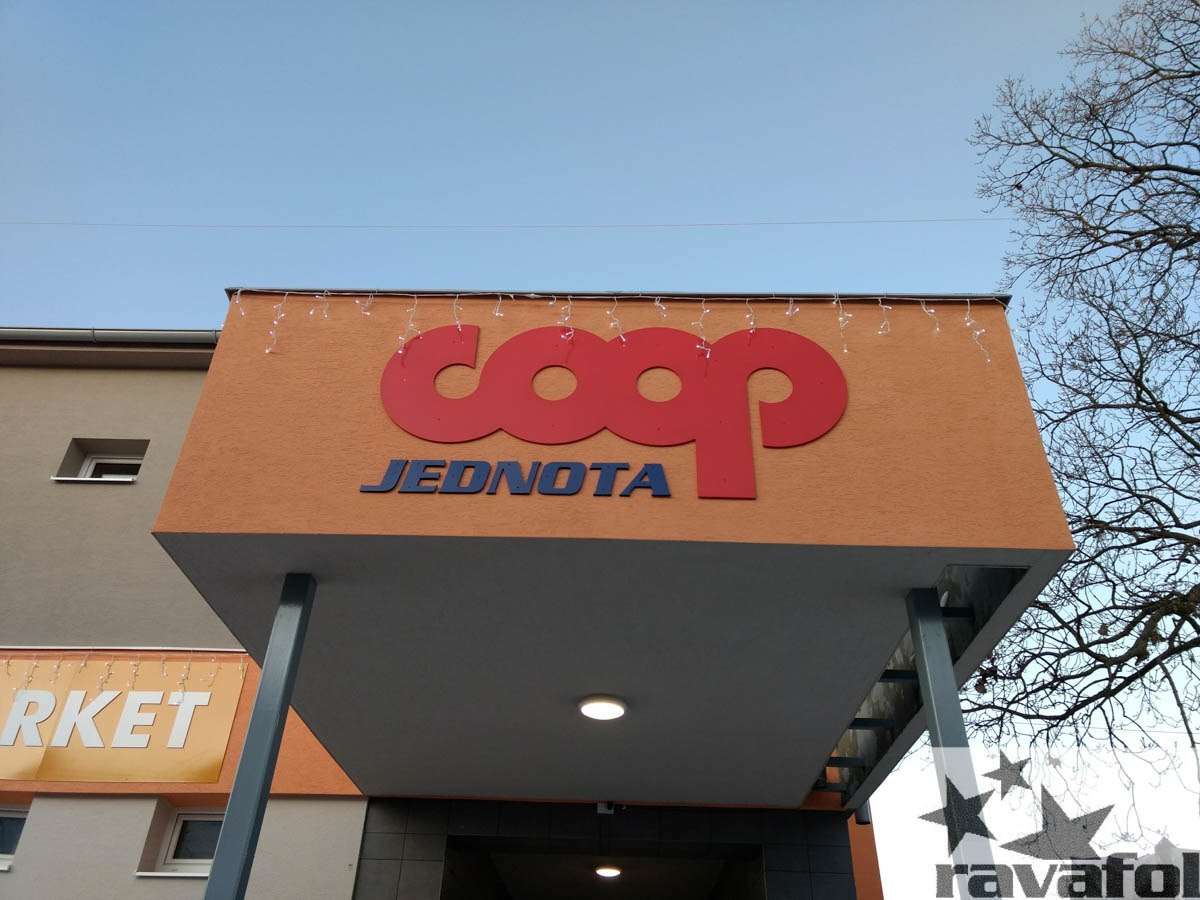 coop
JEDNOTA
RKET
ravafol